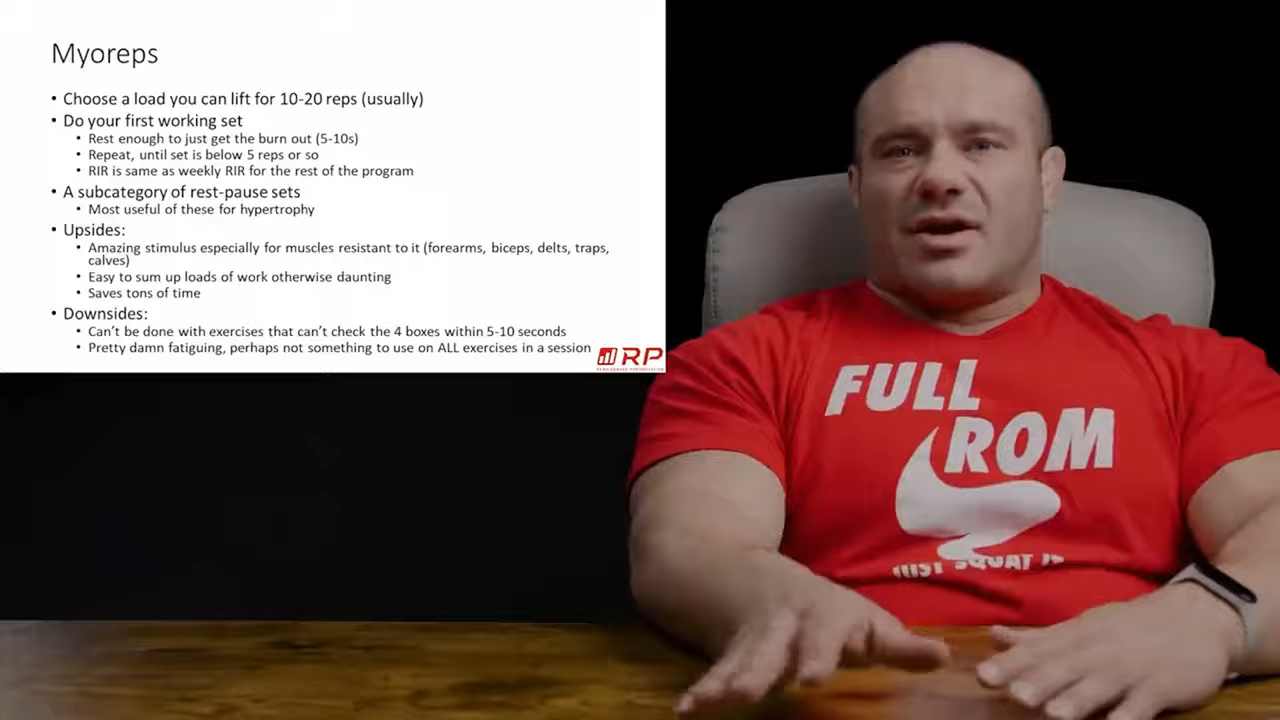 Myoreps
• Choose a load you can lift for 10-20 reps (usually)
• Do your first working set
• Rest enough to just get the burn out (5-10s)
• Repeat, until set is below 5 reps or so
• RIR is same as weekly RIR for the rest of the program
• A subcategory of rest-pause sets
• Most useful of these for hypertrophy
• Upsides:
• Amazing stimulus especially for muscles resistant to it (forearms, biceps, delts, traps,
calves)
• Easy to sum up loads of work otherwise daunting
• Saves tons of time
• Downsides:
• Can't be done with exercises that can't check the 4 boxes within 5-10 seconds
• Pretty damn fatiguing, perhaps not something to use on ALL exercises in a session
RP
FULL
ROM
JUST SQUAT